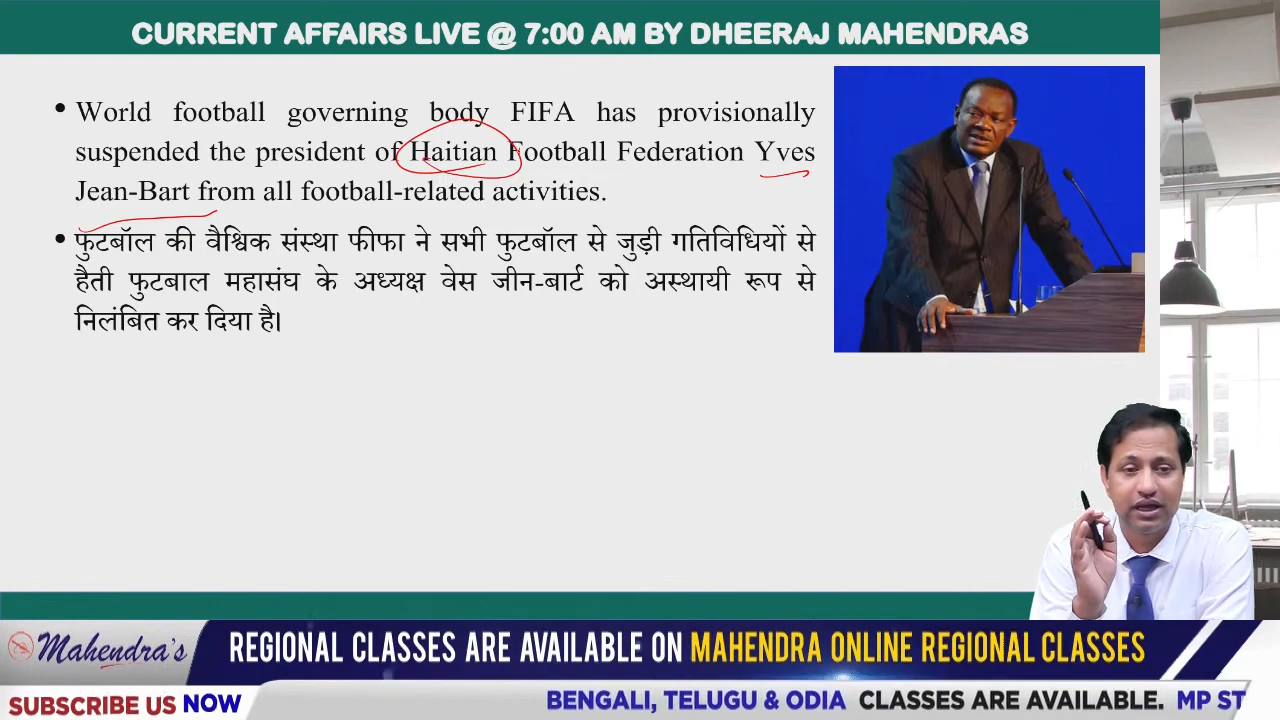 CURRENT AFFAIRS LIVE @ 7:00 AM BY DHEERAJ MAHENDRAS
• World football governing body FIFA has provisionally
suspended the president of Haitian Football Federation Yves
Jean-Bart from all football-related activities.
• फुटबॉल की वैश्विक संस्था फीफा ने सभी फुटबॉल से जुड़ी गतिविधियों से
हैती फुटबाल महासंघ के अध्यक्ष वेस जीन-बार्ट को अस्थायी रूप से
निलंबित कर दिया है।
Mahendra's
REGIONAL CLASSES ARE AVAILABLE ON MAHENDRA ONLINE REGIONAL CLASSES
SUBSCRIBE US NOW
BENGALI, TELUGU & ODIA CLASSES ARE AVAILABLE. MP ST